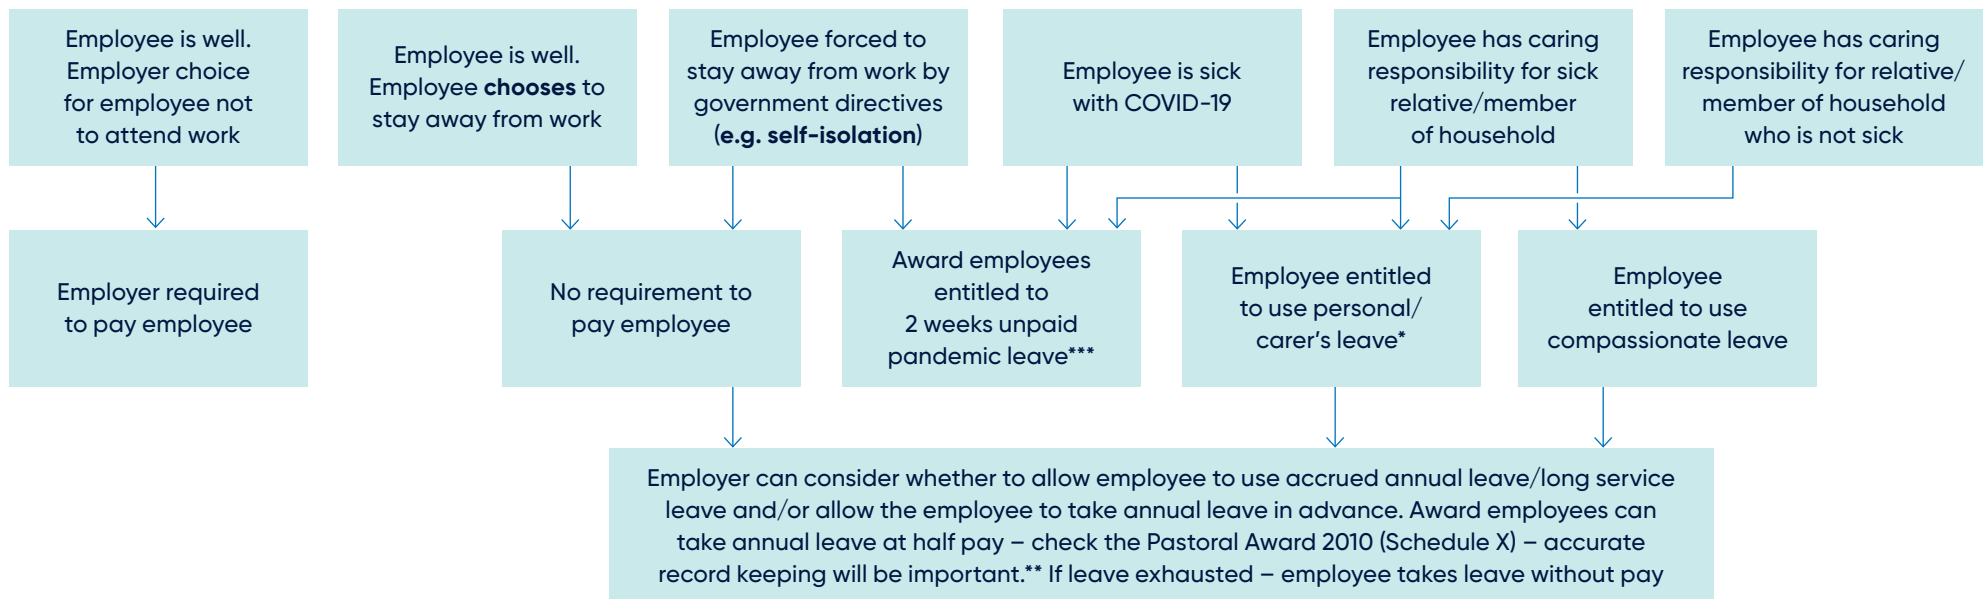 Employee is well.
Employer choice
for employee not
to attend work
Employee is well.
Employee chooses to
stay away from work
Employee forced to
stay away from work by
government directives
(e.g. self-isolation)
Employee is sick
with COVID-19
Employee has caring
responsibility for sick
relative/member
of household
Employee has caring
responsibility for relative/
member of household
who is not sick
Employer required
to pay employee
No requirement to
pay employee
Award employees
entitled to
2 weeks unpaid
pandemic leave***
Employee entitled
to use personal/
carer’s leave*
Employee
entitled to use
compassionate leave
Employer can consider whether to allow employee to use accrued annual leave/long service
leave and/or allow the employee to take annual leave in advance. Award employees can
take annual leave at half pay – check the Pastoral Award 2010 (Schedule X) – accurate
record keeping will be important.** If leave exhausted – employee takes leave without pay